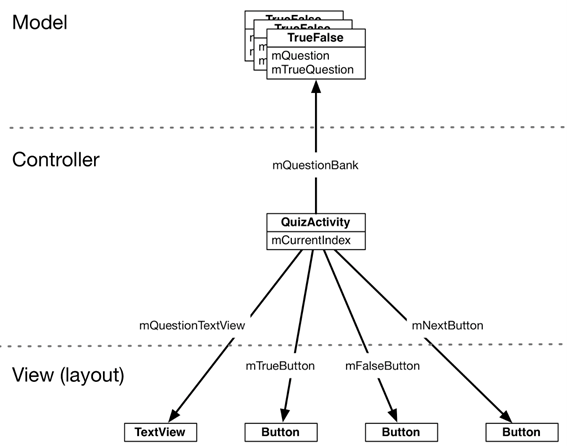 Model
TrueFalse
TrueFalse
TrueFalse
mQuestion
mTrueQuestion
mQuestionBank
Controller
QuizActivity
mCurrentIndex
mQuestionTextView
mNextButton
mTrueButton
mFalseButton
View (layout)
TextView
Button
Button
Button